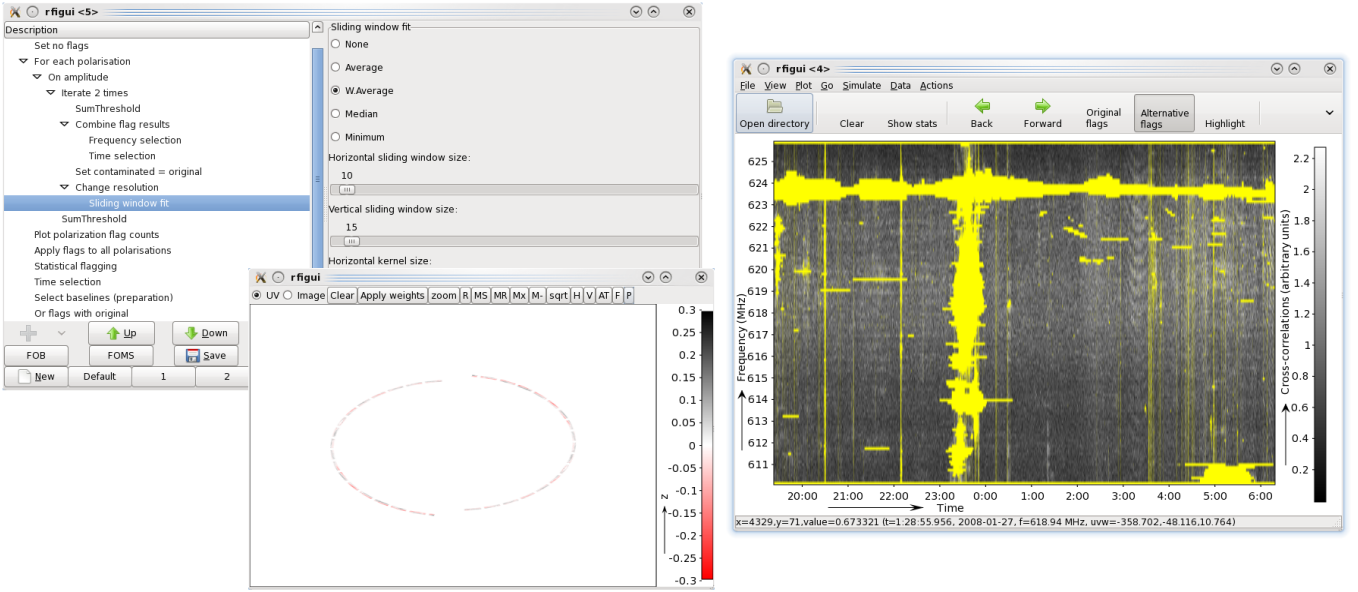 rfigui <5>
Description
Set no flags
For each polarisation
On amplitude
Iterate 2 times
SumThreshold
Combine flag results
Frequency selection
Time selection
Set contaminated = original
Change resolution
Sliding window fit
SumThreshold
Plot polarization flag counts
Apply flags to all polarisations
Statistical flagging
Time selection
Select baselines (preparation)
Or flags with original
Up
Down
FOB
FOMS
Save
New
Default
1
2
Sliding window fit
None
Average
W.Average
Median
Minimum
Horizontal sliding window size:
10
Vertical sliding window size:
15
Horizontal kernel size:
rfigui
UV Image Clear Apply weights zoom R MS MR Mx M- sqrt H V AT F P
0.3
0.25
0.2
0.15
0.1
0.05
0
-0.05
-0.1
-0.15
-0.2
-0.25
-0.3
z
rfigui <4>
File View Plot Go Simulate Data Actions
Open directory
Clear
Show stats
Back
Forward
Original
flags
Alternative
flags
Highlight
625
624
623
622
621
620
619
618
617
616
615
614
613
612
611
Frequency (MHz)
20:00 21:00 22:00 23:00 0:00 1:00 2:00 3:00 4:00 5:00 6:00
Time
2.2
2
1.8
1.6
1.4
1.2
1
0.8
0.6
0.4
0.2
Cross-correlations (arbitrary units)
x=4329,y=71,value=0.673321 (t=1:28:55.956, 2008-01-27, f=618.94 MHz, uvw=-358.702,-48.116,10.764)